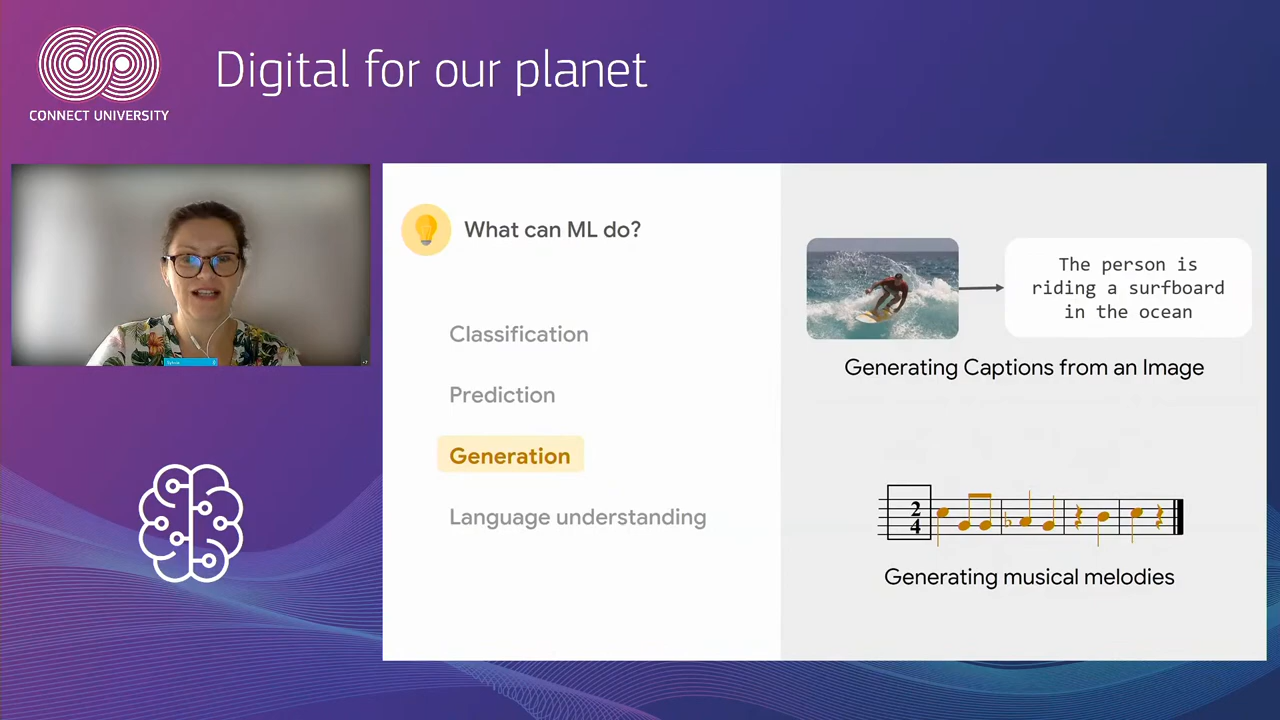 CONNECT UNIVERSITY
Digital for our planet
Sylvie
What can ML do?
Classification
Prediction
Generation
Language understanding
The person is
riding a surfboard
in the ocean
Generating Captions from an Image
2
4
Generating musical melodies